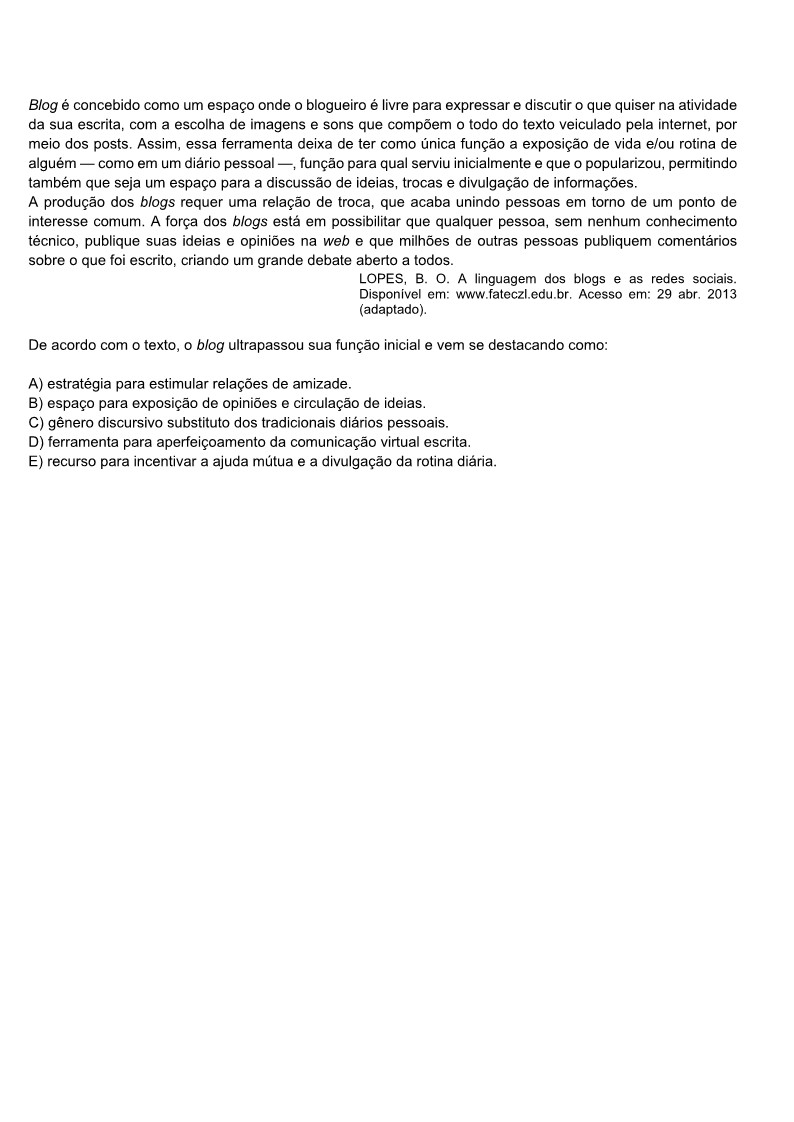 Blog é concebido como um espaço onde o blogueiro é livre para expressar e discutir o que quiser na atividade
da sua escrita, com a escolha de imagens e sons que compõem o todo do texto veiculado pela internet, por
meio dos posts. Assim, essa ferramenta deixa de ter como única função a exposição de vida e/ou rotina de
alguém — como em um diário pessoal —, função para qual serviu inicialmente e que o popularizou, permitindo
também que seja um espaço para a discussão de ideias, trocas e divulgação de informações.
A produção dos blogs requer uma relação de troca, que acaba unindo pessoas em torno de um ponto de
interesse comum. A força dos blogs está em possibilitar que qualquer pessoa, sem nenhum conhecimento
técnico, publique suas ideias e opiniões na web e que milhões de outras pessoas publiquem comentários
sobre o que foi escrito, criando um grande debate aberto a todos.
LOPES, B. O. A linguagem dos blogs e as redes sociais.
Disponível em: www.fateczl.edu.br. Acesso em: 29 abr. 2013
(adaptado).
De acordo com o texto, o blog ultrapassou sua função inicial e vem se destacando como:
A) estratégia para estimular relações de amizade.
B) espaço para exposição de opiniões e circulação de ideias.
C) gênero discursivo substituto dos tradicionais diários pessoais.
D) ferramenta para aperfeiçoamento da comunicação virtual escrita.
E) recurso para incentivar a ajuda mútua e a divulgação da rotina diária.